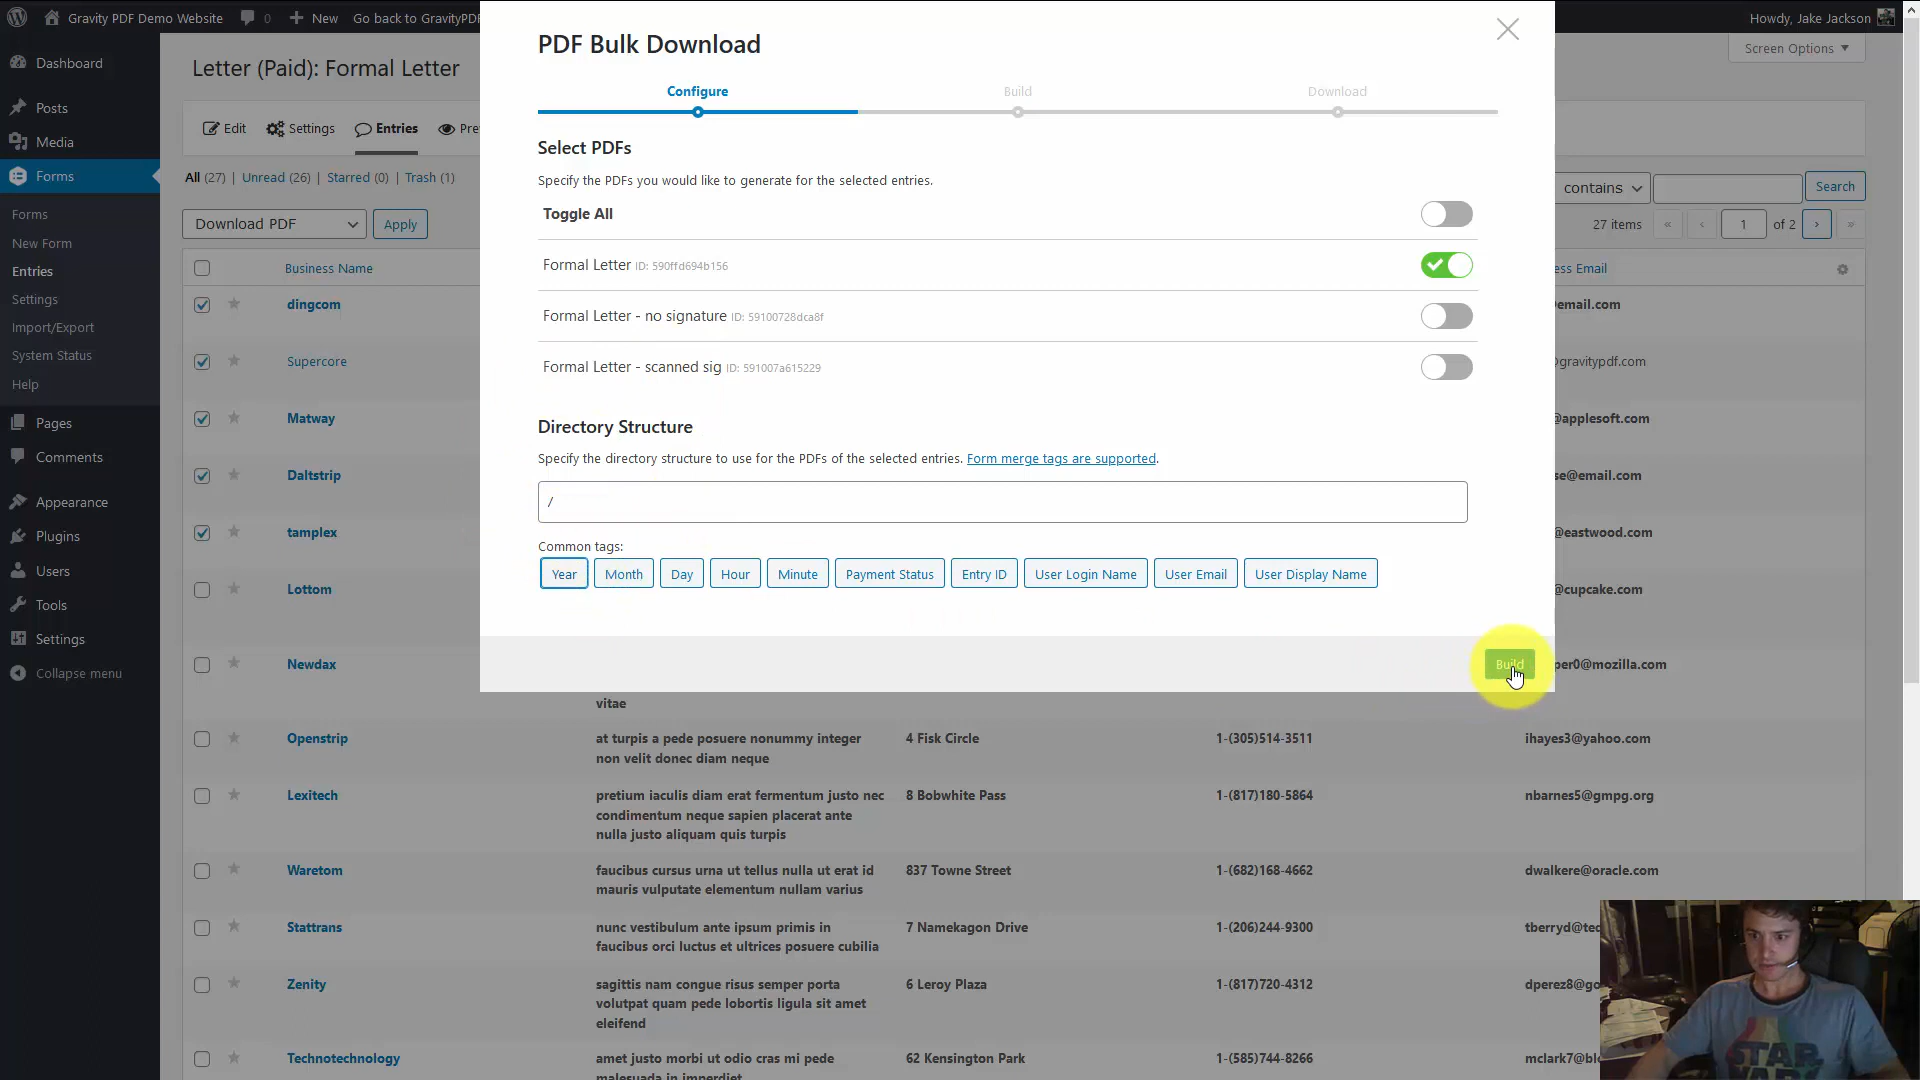 Gravity PDF Demo Website
0
New
Go back to GravityPDF
Howdy, Jake Jackson
Dashboard
Posts
Media
Forms
Forms
New Form
Entries
Settings
Import/Export
System Status
Help
Pages
Comments
Appearance
Plugins
Users
Tools
Settings
Collapse menu
Letter (Paid): Formal Letter
Screen Options
Edit
Settings
Entries
Pre
All (27) | Unread (26) | Starred (0) | Trash (1)
Download PDF
Apply
contains
Search
27 items « ‹ 1 of 2 › »
Business Name
ess Email
PDF Bulk Download
Configure
Build
Download
Select PDFs
Specify the PDFs you would like to generate for the selected entries.
Toggle All
Formal Letter ID: 590ffd694b156
Formal Letter - no signature ID: 59100728dca8f
Formal Letter - scanned sig ID: 591007a615229
Directory Structure
Specify the directory structure to use for the PDFs of the selected entries. Form merge tags are supported.
/
Common tags:
Year Month Day Hour Minute Payment Status Entry ID User Login Name User Email User Display Name
Build
dingcom
email.com
Supercore
@gravitypdf.com
Matway
@applesoft.com
Daltstrip
se@email.com
tamplex
@eastwood.com
Lottom
@cupcake.com
Newdax
per0@mozilla.com
vitae
Openstrip
at turpis a pede posuere nonummy integer
non velit donec diam neque
4 Fisk Circle
1-(305)514-3511
ihayes3@yahoo.com
Lexitech
pretium iaculis diam erat fermentum justo nec
condimentum neque sapien placerat ante
nulla justo aliquam quis turpis
8 Bobwhite Pass
1-(817)180-5864
nbarnes5@gmpg.org
Waretom
faucibus cursus urna ut tellus nulla ut erat id
mauris vulputate elementum nullam varius
837 Towne Street
1-(682)168-4662
dwalkere@oracle.com
Stattrans
nunc vestibulum ante ipsum primis in
faucibus orci luctus et ultrices posuere cubilia
7 Namekagon Drive
1-(206)244-9300
tberryd@ted
Zenity
sagittis nam congue risus semper porta
volutpat quam pede lobortis ligula sit amet
eleifend
6 Leroy Plaza
1-(817)720-4312
dperez8@go
Technotechnology
amet justo morbi ut odio cras mi pede
malesuada in imperdiet
62 Kensington Park
1-(585)744-8266
mclark7@bl
STAR
WARS